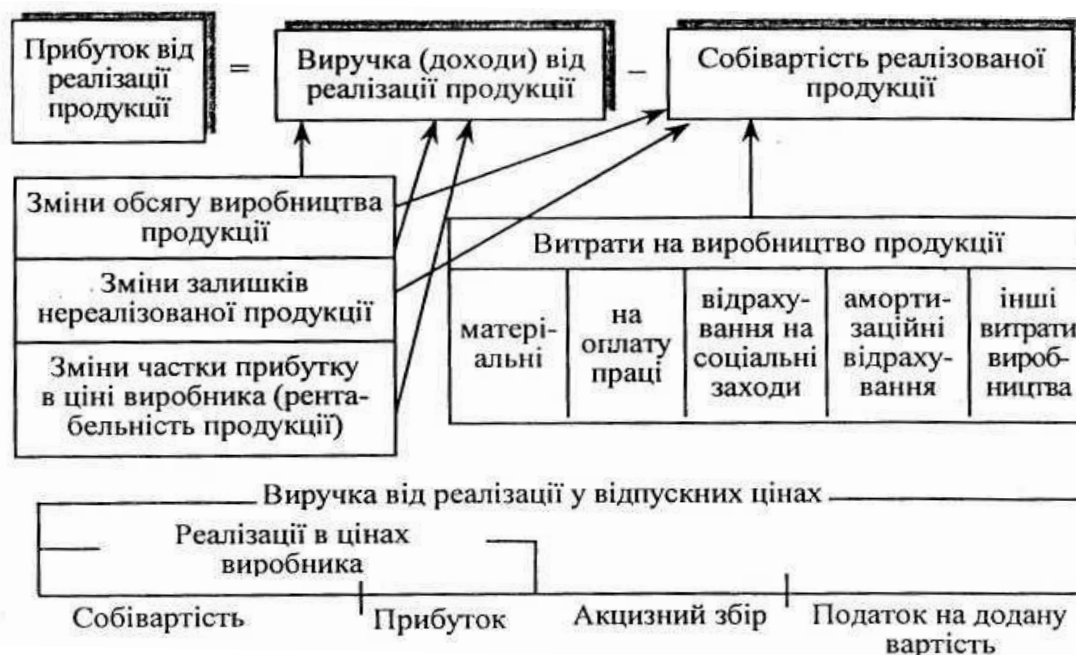 Прибуток від
реалізації
продукції
=
Виручка (доходи) від
реалізації продукції
–
Собівартість реалізованої
продукції
Зміни обсягу виробництва
продукції
Зміни залишків
нереалізованої продукції
Зміни частки прибутку
в ціні виробника (рента-
бельність продукції)
Витрати на виробництво продукції
матері-
альні
на
оплату
праці
відраху-
вання на
соціальні
заходи
аморти-
заційні
відраху-
вання
інші
витрати
вироб-
ництва
Виручка від реалізації у відпускних цінах
Реалізації в цінах
виробника
Собівартість
Прибуток
Акцизний збір
Податок на додану
вартість